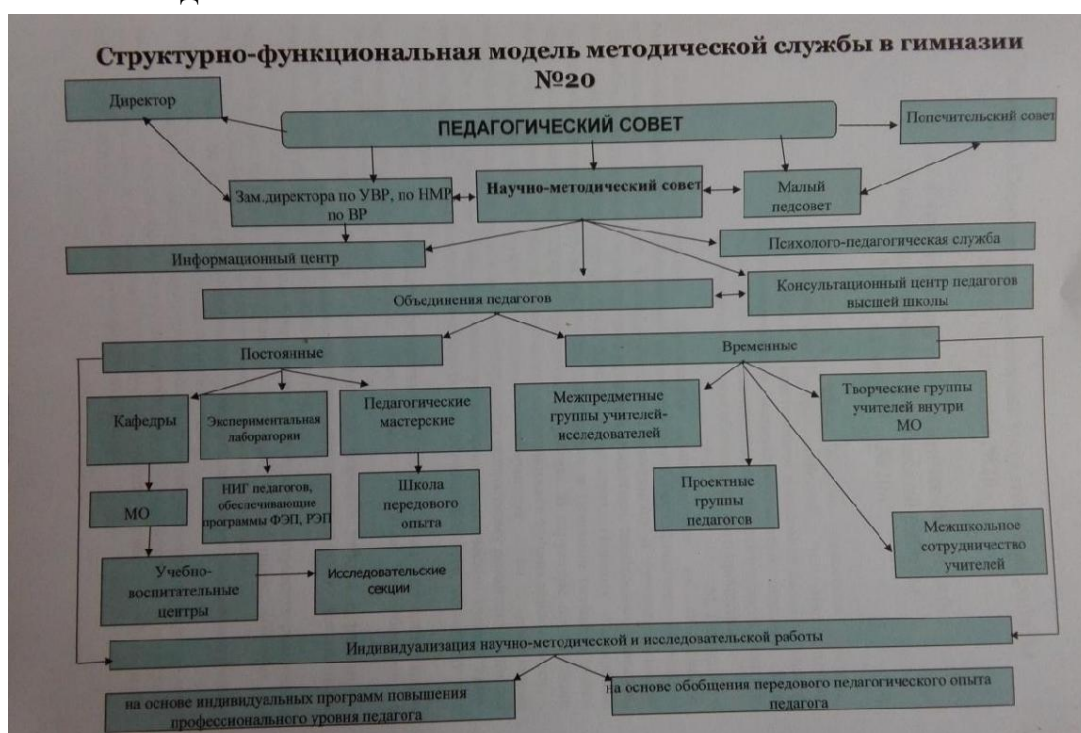 Структурно-функциональная модель методической службы в гимназии
№20
Директор
ПЕДАГОГИЧЕСКИЙ СОВЕТ
Попечительский совет
Зам.директора по УВР, по НМР
по ВР
Научно-методический совет
Малый
педсовет
Информационный центр
Психолого-педагогическая служба
Объединения педагогов
Консультационный центр педагогов
высшей школы
Постоянные
Временные
Кафедры
Экспериментальная
лаборатории
Педагогические
мастерские
Межпредметные
группы учителей-
исследователей
Творческие группы
учителей внутри
МО
МО
НИГ педагогов,
обеспечивающие
программы ФЭП, РЭП
Школа
передового
опыта
Проектные
группы
педагогов
Межшкольное
сотрудничество
учителей
Учебно-
воспитательные
центры
Исследовательские
секции
Индивидуализация научно-методической и исследовательской работы
на основе индивидуальных программ повышения
профессионального уровня педагога
на основе обобщения передового педагогического опыта
педагога